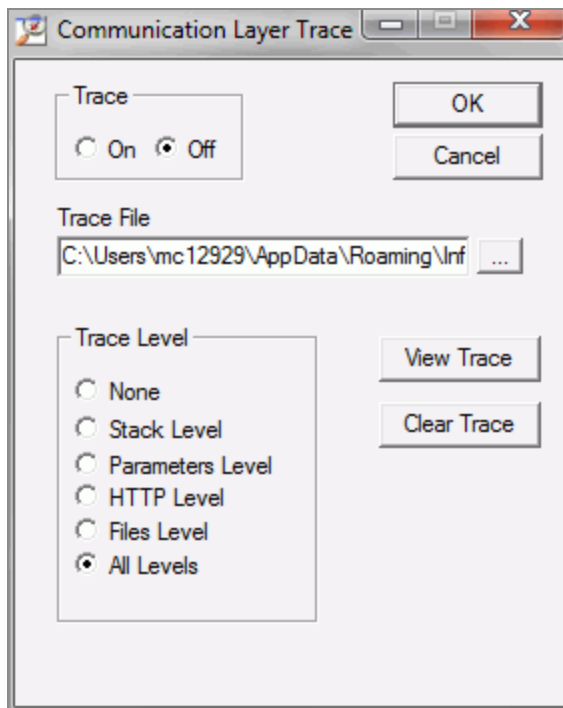 Communication Layer Trace
Trace
OK
On Off
Cancel
Trace File
C:\Users\mc12929\AppData\Roaming\Inf
...
Trace Level
View Trace
None
Clear Trace
Stack Level
Parameters Level
HTTP Level
Files Level
All Levels